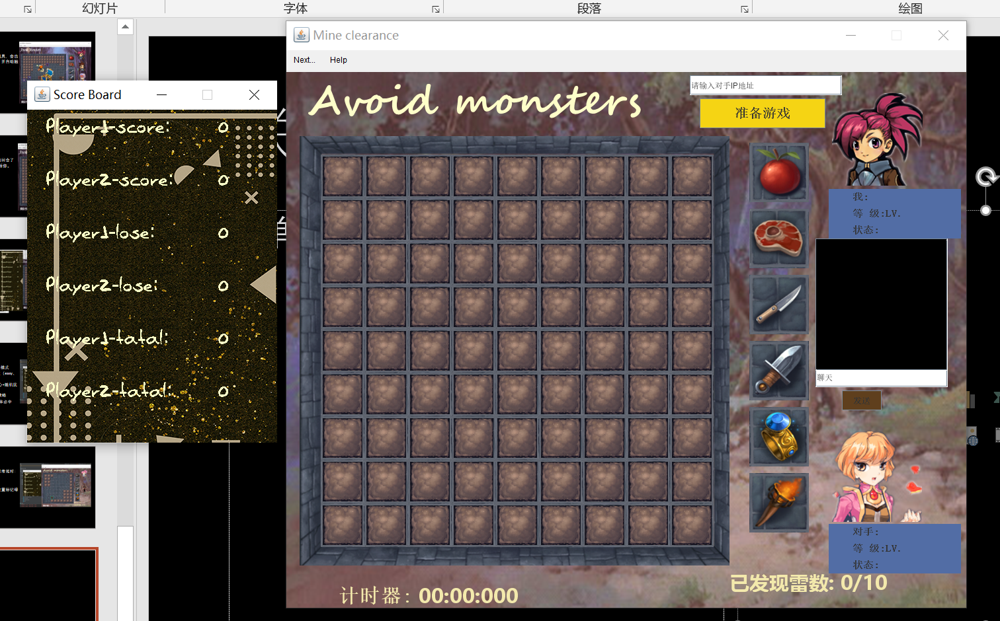 幻灯片
字体
段落
绘图
Mine clearance
Next...
Help
Score Board
Player1-score: 0
Player2-score: 0
Player1-lose: 0
Player2-lose: 0
Player1-tatal: 0
Player2-tatal: 0
Avoid monsters
请输入对手IP地址
准备游戏
我:
等 级:LV.
状态:
聊天
发送
对手:
等 级:LV.
状态:
已发现雷数: 0/10
计时器: 00:00:000